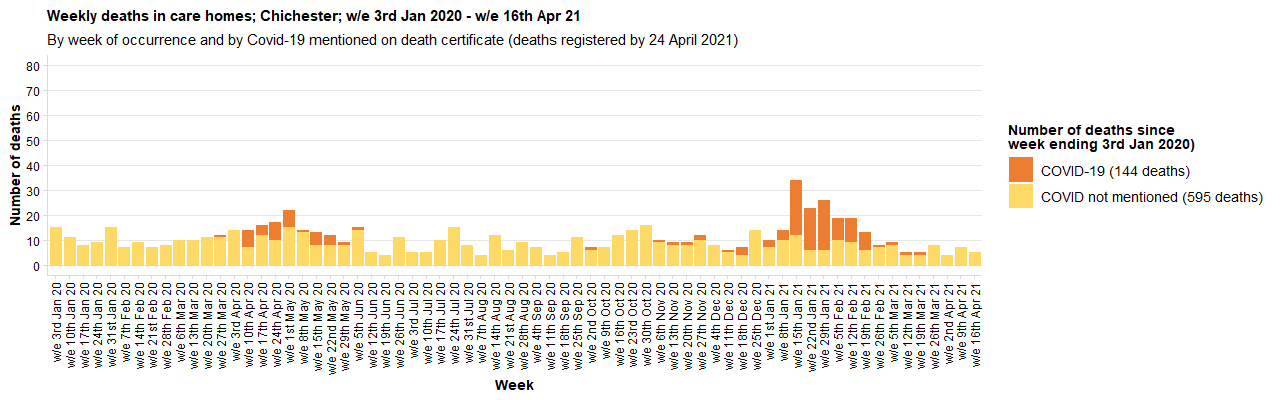 Weekly deaths in care homes; Chichester; w/e 3rd Jan 2020 - w/e 16th Apr 21
By week of occurrence and by Covid-19 mentioned on death certificate (deaths registered by 24 April 2021)
Number of deaths
80
70
60
50
40
30
20
10
0
w/e 3rd Jan 20
w/e 10th Jan 20
w/e 17th Jan 20
w/e 24th Jan 20
w/e 31st Jan 20
w/e 7th Feb 20
w/e 14th Feb 20
w/e 21st Feb 20
w/e 28th Feb 20
w/e 6th Mar 20
w/e 13th Mar 20
w/e 20th Mar 20
w/e 27th Mar 20
w/e 3rd Apr 20
w/e 10th Apr 20
w/e 17th Apr 20
w/e 24th Apr 20
w/e 1st May 20
w/e 8th May 20
w/e 15th May 20
w/e 22nd May 20
w/e 29th May 20
w/e 5th Jun 20
w/e 12th Jun 20
w/e 19th Jun 20
w/e 26th Jun 20
w/e 3rd Jul 20
w/e 10th Jul 20
w/e 17th Jul 20
w/e 24th Jul 20
w/e 31st Jul 20
w/e 7th Aug 20
w/e 14th Aug 20
w/e 21st Aug 20
w/e 28th Aug 20
w/e 4th Sep 20
w/e 11th Sep 20
w/e 18th Sep 20
w/e 25th Sep 20
w/e 2nd Oct 20
w/e 9th Oct 20
w/e 16th Oct 20
w/e 23rd Oct 20
w/e 30th Oct 20
w/e 6th Nov 20
w/e 13th Nov 20
w/e 20th Nov 20
w/e 27th Nov 20
w/e 4th Dec 20
w/e 11th Dec 20
w/e 18th Dec 20
w/e 25th Dec 20
w/e 1st Jan 21
w/e 8th Jan 21
w/e 15th Jan 21
w/e 22nd Jan 21
w/e 29th Jan 21
w/e 5th Feb 21
w/e 12th Feb 21
w/e 19th Feb 21
w/e 26th Feb 21
w/e 5th Mar 21
w/e 12th Mar 21
w/e 19th Mar 21
w/e 26th Mar 21
w/e 2nd Apr 21
w/e 9th Apr 21
w/e 16th Apr 21
Week
Number of deaths since
week ending 3rd Jan 2020)
COVID-19 (144 deaths)
COVID not mentioned (595 deaths)